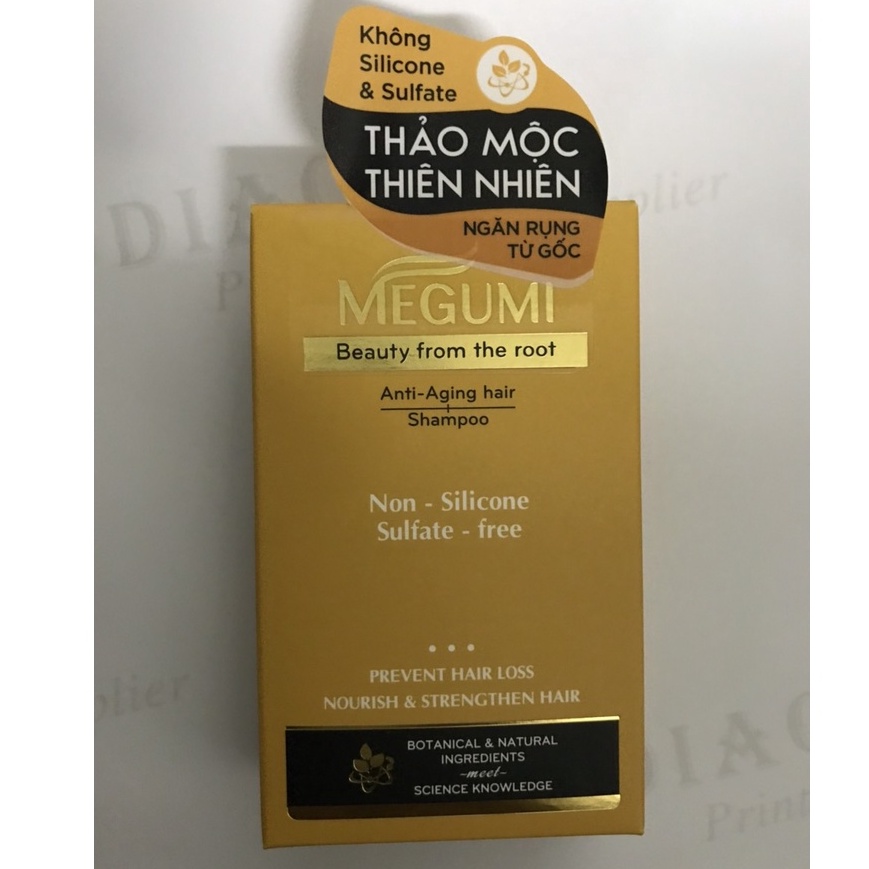 Không
Silicone
& Sulfate
THẢO MỘC
THIÊN NHIÊN
NGĂN RỤNG
TỪ GỐC
MEGUMI
Beauty from the root
Anti-Aging hair
Shampoo
Non - Silicone
Sulfate - free
PREVENT HAIR LOSS
NOURISH & STRENGTHEN HAIR
BOTANICAL & NATURAL
INGREDIENTS
-meet-
SCIENCE KNOWLEDGE